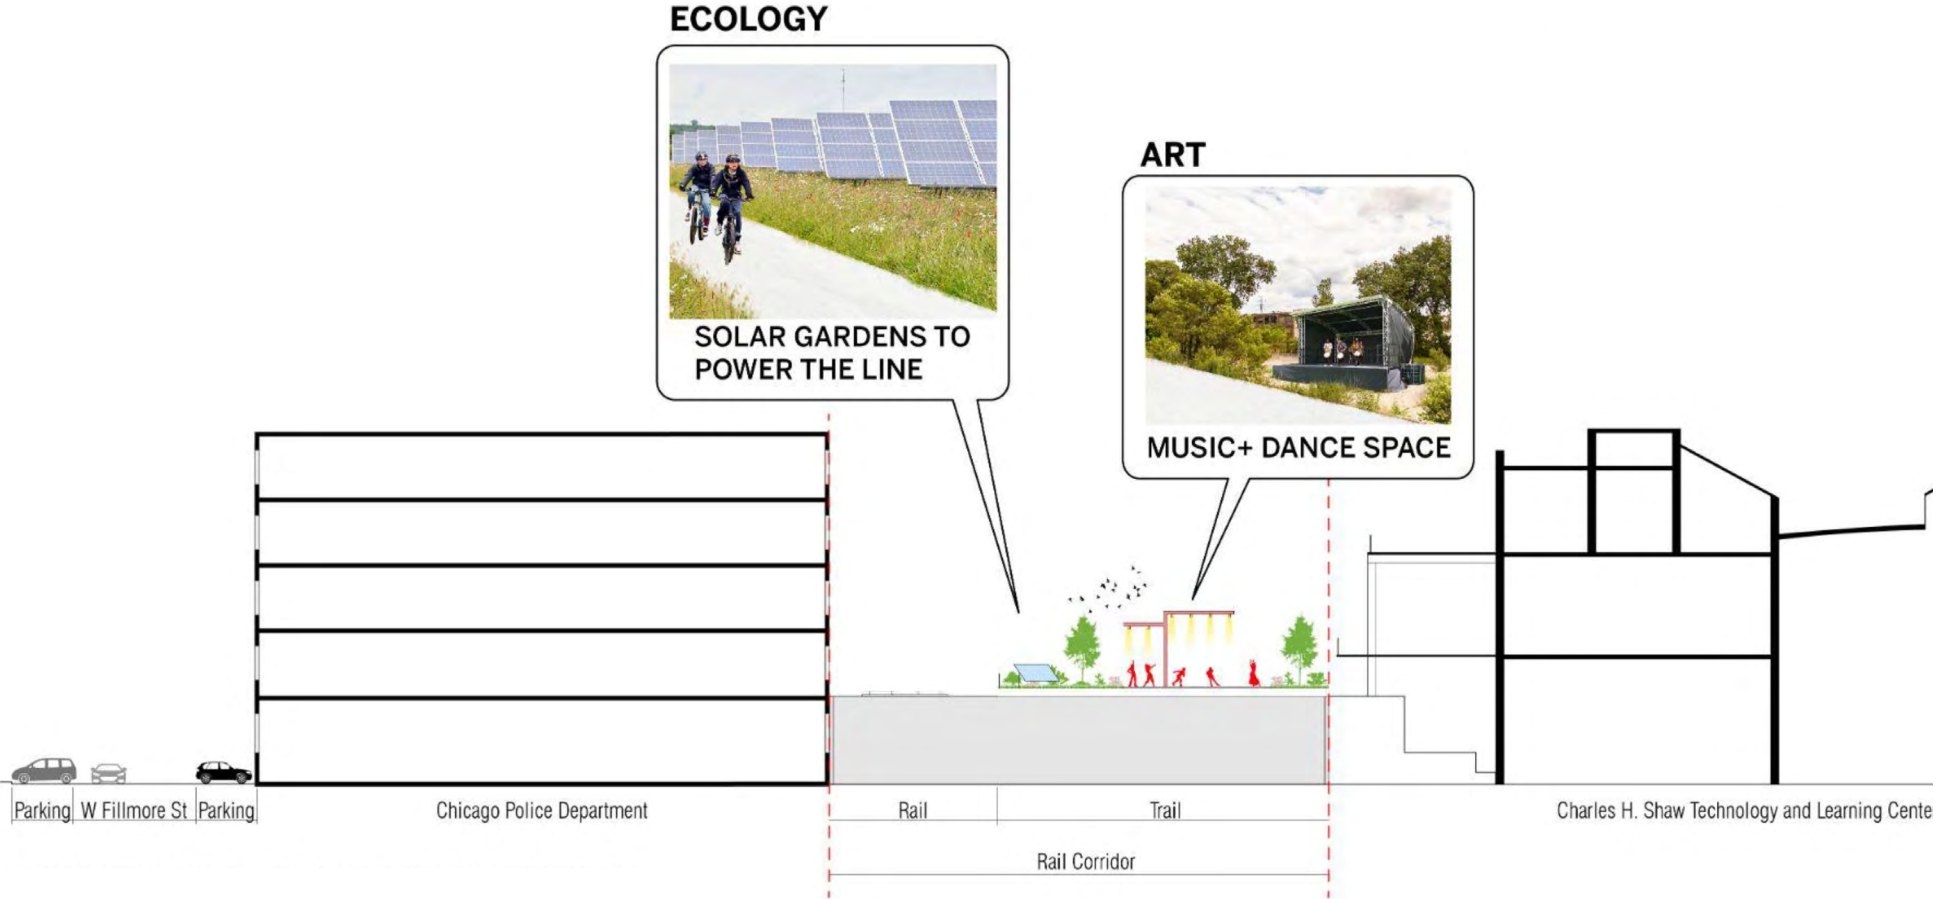 ECOLOGY
SOLAR GARDENS TO
POWER THE LINE
ART
MUSIC+ DANCE SPACE
Parking
W Fillmore St
Parking
Chicago Police Department
Rail
Trail
Charles H. Shaw Technology and Learning Cente
Rail Corridor